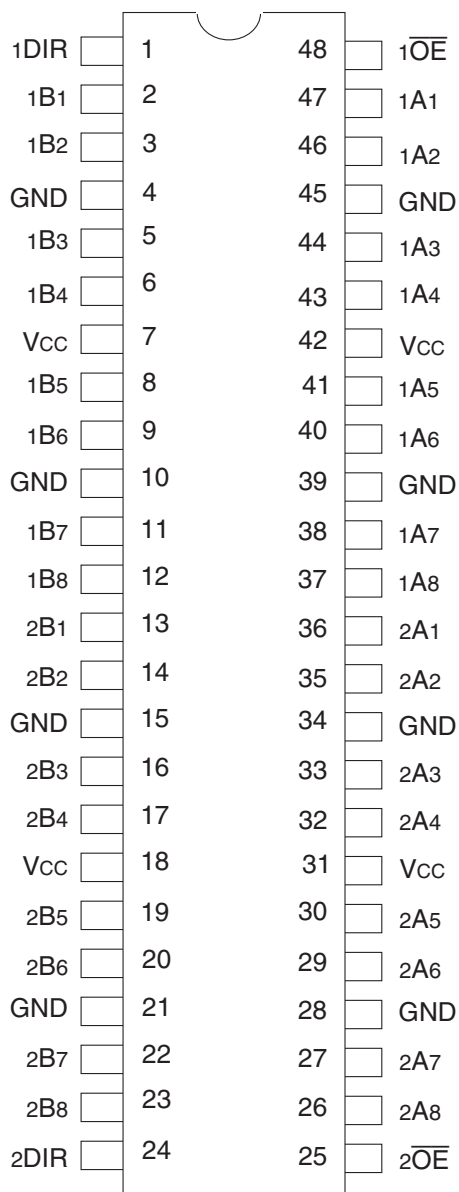 1DIR 1 48 1O̅E̅
1B1 2 47 1A1
1B2 3 46 1A2
GND 4 45 GND
1B3 5 44 1A3
1B4 6 43 1A4
VCC 7 42 VCC
1B5 8 41 1A5
1B6 9 40 1A6
GND 10 39 GND
1B7 11 38 1A7
1B8 12 37 1A8
2B1 13 36 2A1
2B2 14 35 2A2
GND 15 34 GND
2B3 16 33 2A3
2B4 17 32 2A4
VCC 18 31 VCC
2B5 19 30 2A5
2B6 20 29 2A6
GND 21 28 GND
2B7 22 27 2A7
2B8 23 26 2A8
2DIR 24 25 2O̅E̅